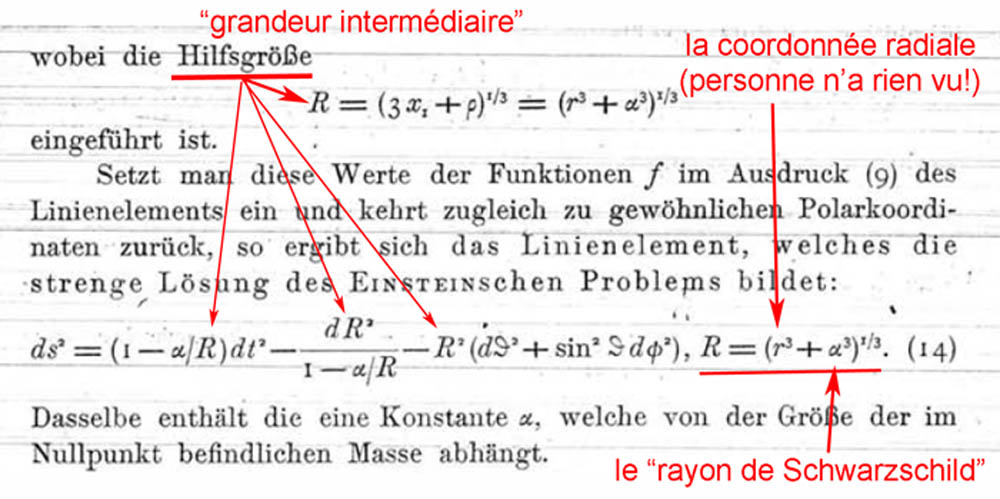 “grandeur intermédiaire”
la coordonnée radiale
(personne n’a rien vu!)
wobei die Hilfsgröße
R = (3 x₁ + ρ)¹/³ = (r³ + α³)¹/³
eingeführt ist.
Setzt man diese Werte der Funktionen f im Ausdruck (9) des
Linienelements ein und kehrt zugleich zu gewöhnlichen Polarkoordi-
naten zurück, so ergibt sich das Linienelement, welches die
strenge Lösung des Einsteinschen Problems bildet:
ds² = (1 − α/R)dt² − dR²/(1 − α/R) − R²(dϑ² + sin² ϑ dϕ²), R = (r³ + α³)¹/³. (14)
Dasselbe enthält die eine Konstante α, welche von der Größe der im
Nullpunkt befindlichen Masse abhängt.
le “rayon de Schwarzschild”